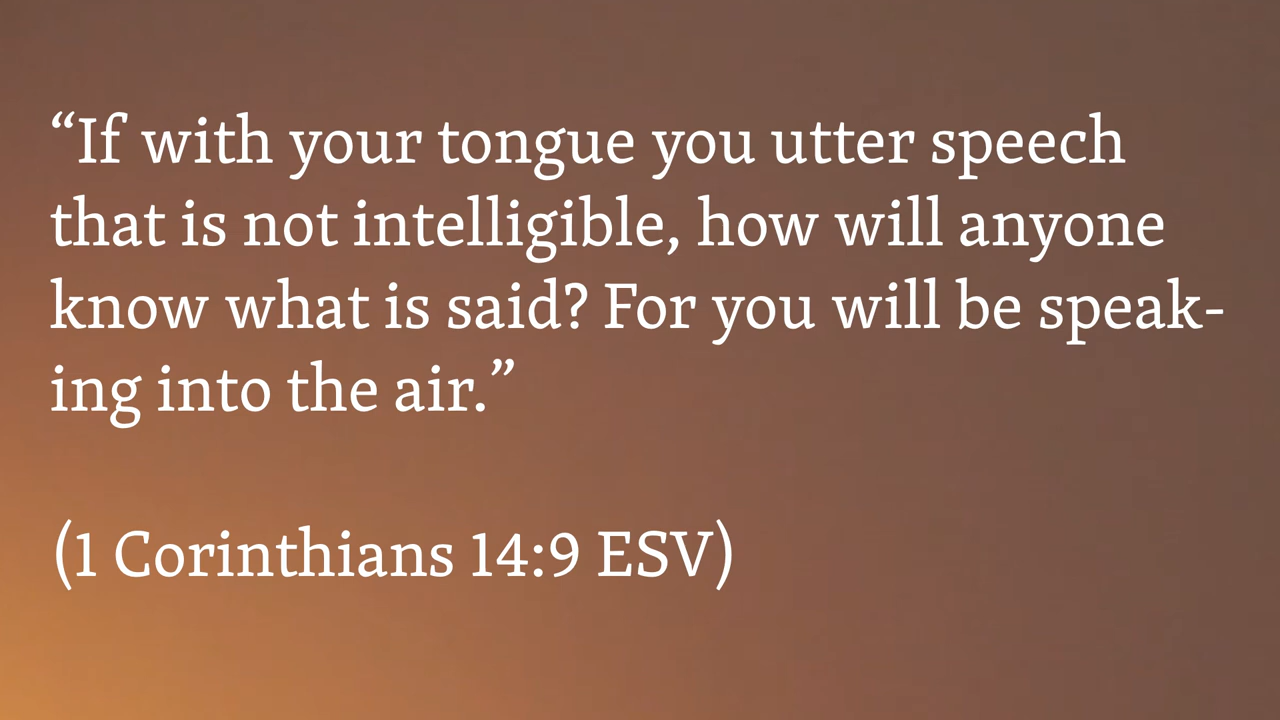 “If with your tongue you utter speech
that is not intelligible, how will anyone
know what is said? For you will be speak-
ing into the air.”
(1 Corinthians 14:9 ESV)